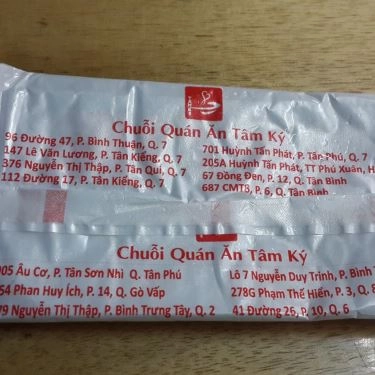 Chuỗi Quán Ăn Tâm Ký
96 Đường 47, P. Bình Thuận, Q. 7
147 Lê Văn Lương, P. Tân Kiểng, Q. 7
376 Nguyễn Thị Thập, P. Tân Qui, Q. 7
112 Đường 17, P. Tân Kiểng, Q. 7
701 Huỳnh Tấn Phát, P. Tân Phú, Q. 7
205A Huỳnh Tấn Phát, TT Phú Xuân, H.
67 Đồng Đen, P. 12, Q. Tân Bình
687 CMT8, P. 6, Q. Tân Bình
Chuỗi Quán Ăn Tâm Ký
905 Âu Cơ, P. Tân Sơn Nhì Q. Tân Phú
64 Phan Huy Ích, P. 14, Q. Gò Vấp
79 Nguyễn Thị Thập, P. Bình Trưng Tây, Q. 2
Lô 7 Nguyễn Duy Trinh, P. Bình
278G Phạm Thế Hiển, P. 3, Q. 8
41 Đường 26, P. 10, Q. 6